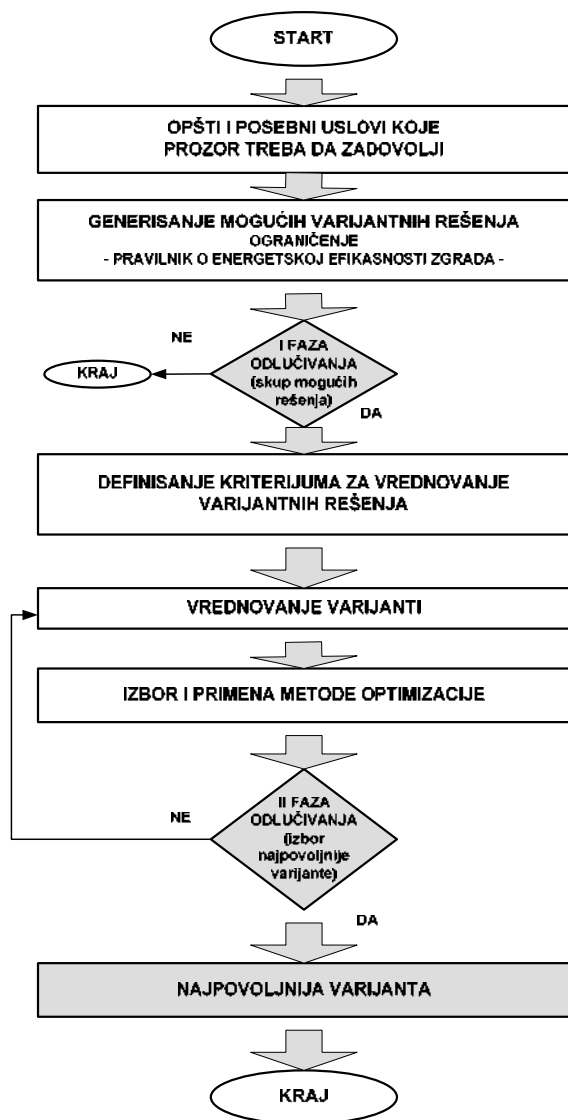 START
OPŠTI I POSEBNI USLOVI KOJE
PROZOR TREBA DA ZADOVOLJI
GENERISANJE MOGUĆIH VARIJANTNIH REŠENJA
OGRANIČENJE
- PRAVILNIK O ENERGETSKOJ EFIKASNOSTI ZGRADA -
NE
I FAZA
ODLUČIVANJA
(skup mogućih
rešenja)
KRAJ
DA
DEFINISANJE KRITERIJUMA ZA VREDNOVANJE
VARIJANTNIH REŠENJA
VREDNOVANJE VARIJANTI
IZBOR I PRIMENA METODE OPTIMIZACIJE
NE
II FAZA
ODLUČIVANJA
(izbor
najpovoljnije
varijante)
DA
NAJPOVOLJNIJA VARIJANTA
KRAJ